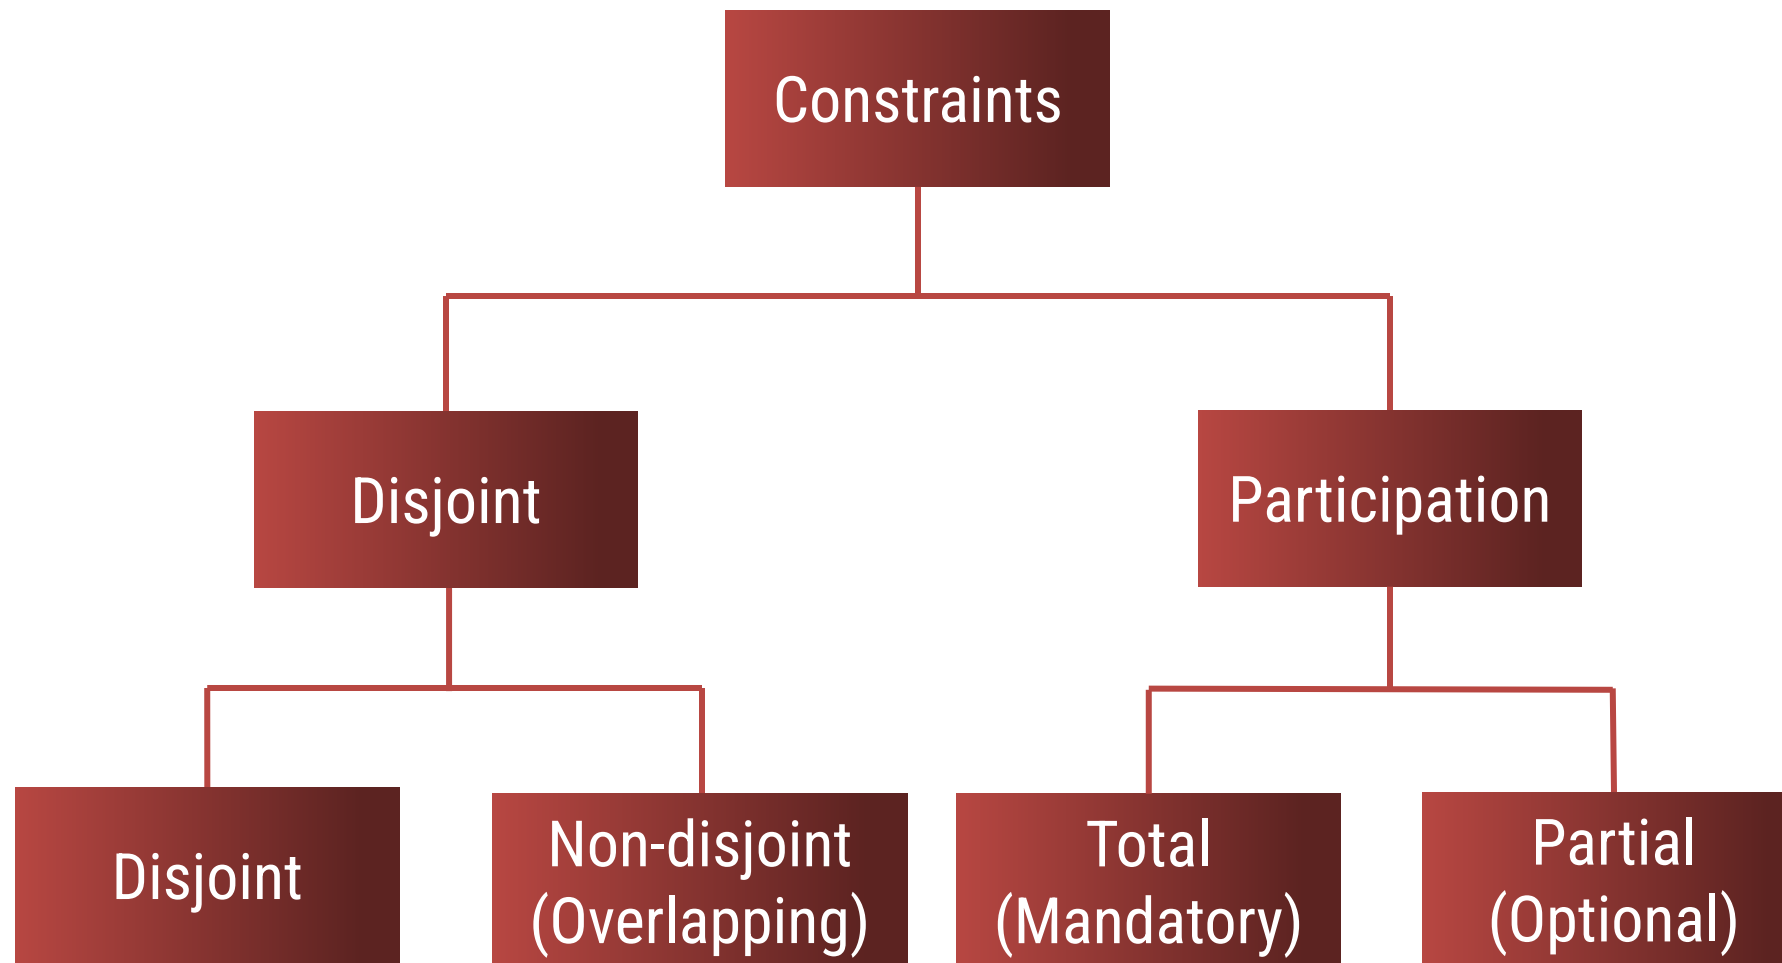 Constraints
Disjoint
Participation
Disjoint
Non-disjoint
(Overlapping)
Total
(Mandatory)
Partial
(Optional)